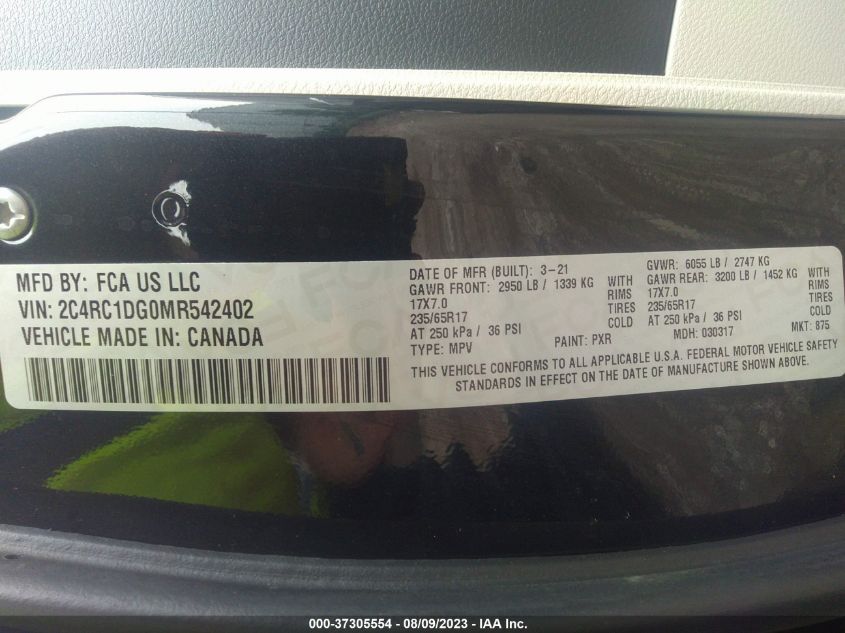 MFD BY: FCA US LLC
VIN: 2C4RC1DG0MR542402
VEHICLE MADE IN: CANADA
DATE OF MFR (BUILT): 3-21
GVWR: 6055 LB / 2747 KG
GAWR FRONT: 2950 LB / 1339 KG WITH
GAWR REAR: 3200 LB / 1452 KG WITH
17X7.0 RIMS
17X7.0 RIMS
235/65R17 TIRES
235/65R17 TIRES
AT 250 kPa / 36 PSI COLD
AT 250 kPa / 36 PSI COLD
TYPE: MPV PAINT: PXR MDH: 030317 MKT: 875
THIS VEHICLE CONFORMS TO ALL APPLICABLE U.S.A. FEDERAL MOTOR VEHICLE SAFETY
STANDARDS IN EFFECT ON THE DATE OF MANUFACTURE SHOWN ABOVE.
000-37305554 - 08/09/2023 - IAA Inc.